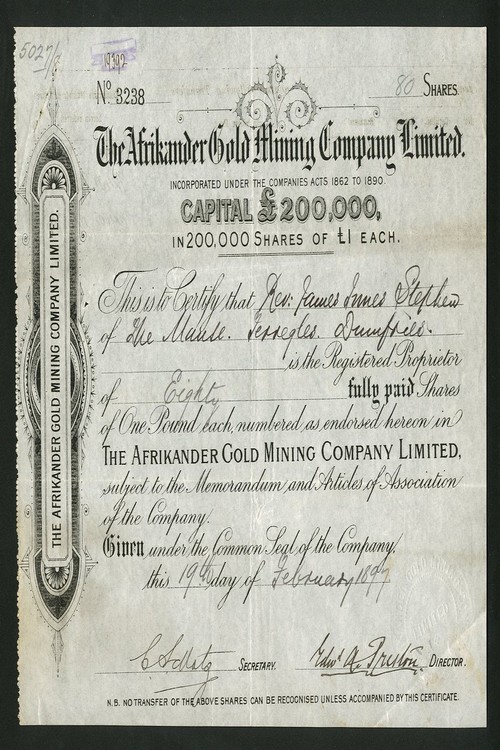 5027/
19392
No 3238
80 SHARES.
The Afrikander Gold Mining Company Limited.
INCORPORATED UNDER THE COMPANIES ACTS 1862 TO 1890.
CAPITAL £200,000,
IN 200,000 SHARES OF £1 EACH.
This is to Certify that Rev: James Innes Stephen
of The Manse. Terregles. Dumfries.
is the Registered Proprietor
of Eighty fully paid Shares
of One Pound each, numbered as endorsed hereon in
THE AFRIKANDER GOLD MINING COMPANY LIMITED,
subject to the Memorandum and Articles of Association
of the Company.
Given under the Common Seal of the Company,
this 19th day of February 1897
SECRETARY.
DIRECTOR.
N.B. NO TRANSFER OF THE ABOVE SHARES CAN BE RECOGNISED UNLESS ACCOMPANIED BY THIS CERTIFICATE.
THE AFRIKANDER GOLD MINING COMPANY LIMITED.